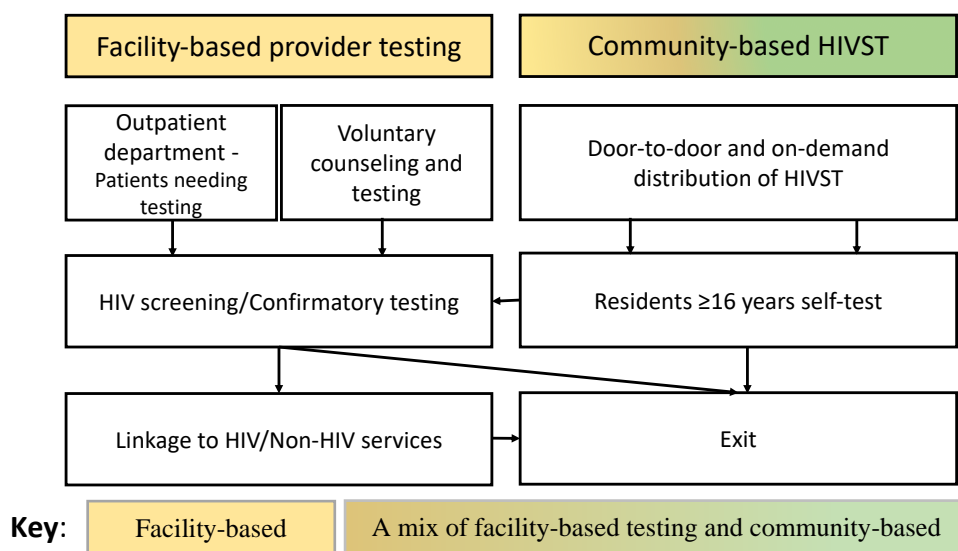 Facility-based provider testing
Community-based HIVST
Outpatient
department -
Patients needing
testing
Voluntary
counseling and
testing
Door-to-door and on-demand
distribution of HIVST
HIV screening/Confirmatory testing
Residents ≥16 years self-test
Linkage to HIV/Non-HIV services
Exit
Key:
Facility-based
A mix of facility-based testing and community-based